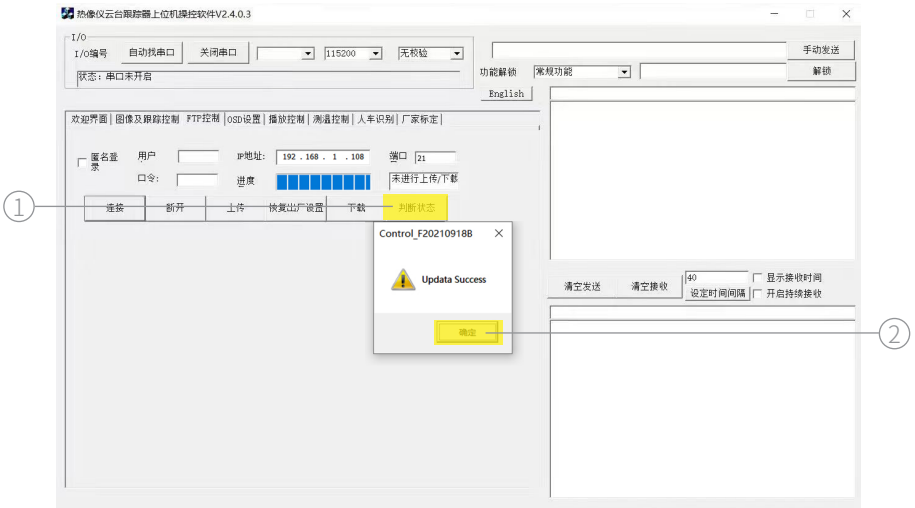 热像仪云台跟踪器上位机操控软件V2.4.0.3
I/O
I/O编号 自动找串口 关闭串口 115200 无校验
状态：串口未开启
手动发送
功能解锁 常规功能 解锁
English
欢迎界面 图像及跟踪控制 FTP控制 OSD设置 播放控制 测温控制 人车识别 厂家标定
匿名登录 用户 IP地址: 192 . 168 . 1 . 108 端口 21
口令: 进度 未进行上传/下载
连接 断开 上传 恢复出厂设置 下载 判断状态
1
Control_F20210918B
Updata Success
确定
2
清空发送 清空接收 40 显示接收时间
设定时间间隔 开启持续接收